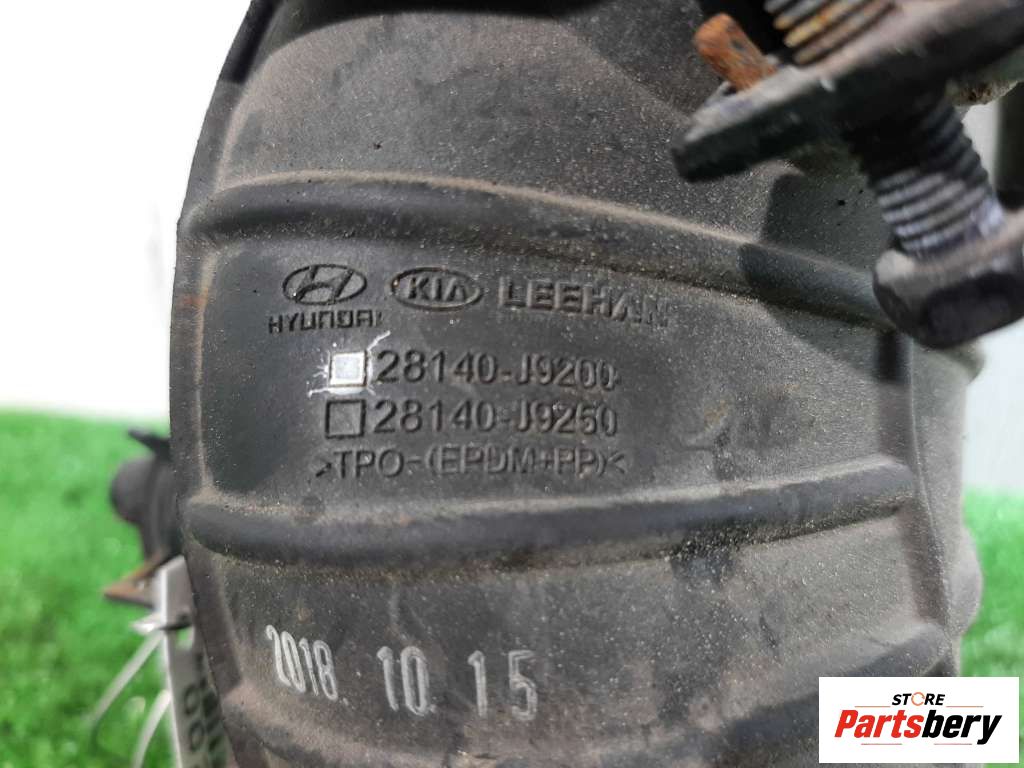 KIA LEEHAN
HYUNDAI
28140-J9200
28140-J9250
>TPO-(EPDM+PP)<
2018. 10. 15
STORE
Partsbery